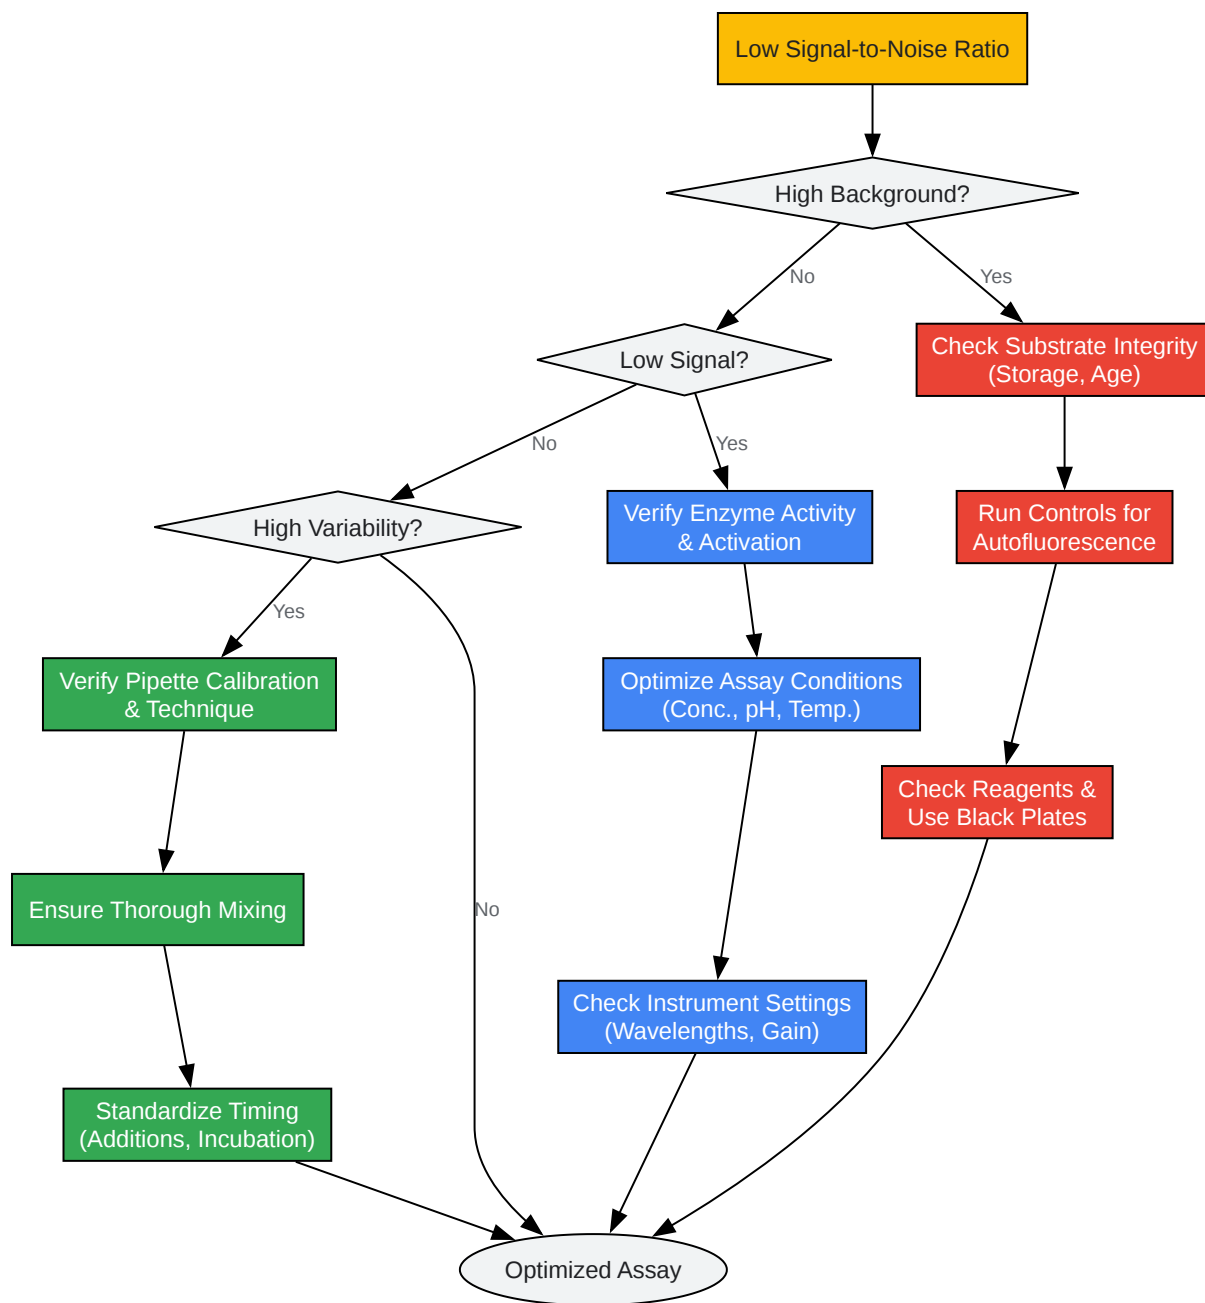 Low Signal-to-Noise Ratio
High Background?
No
Yes
Low Signal?
Check Substrate Integrity
(Storage, Age)
No
Yes
High Variability?
Verify Enzyme Activity
& Activation
Run Controls for
Autofluorescence
Yes
Verify Pipette Calibration
& Technique
Optimize Assay Conditions
(Conc., pH, Temp.)
Check Reagents &
Use Black Plates
Ensure Thorough Mixing
No
Check Instrument Settings
(Wavelengths, Gain)
Standardize Timing
(Additions, Incubation)
Optimized Assay